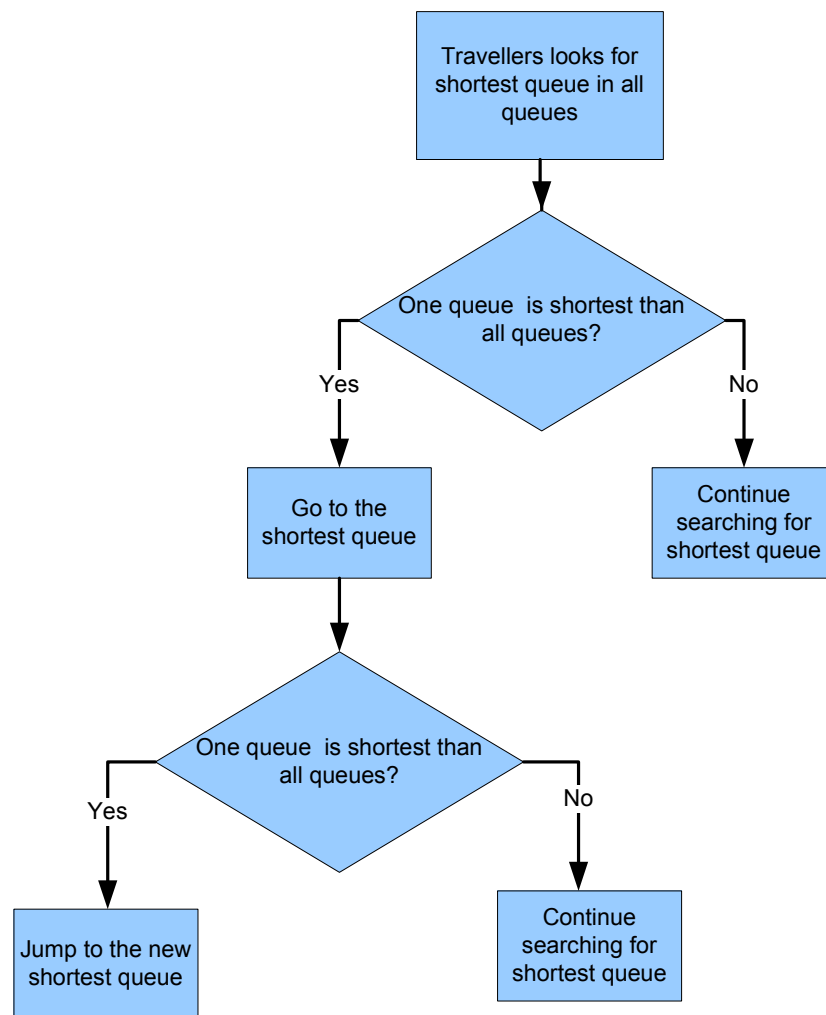 Travellers looks for
shortest queue in all
queues
One queue  is shortest than
all queues?
Yes
No
Go to the
shortest queue
Continue
searching for
shortest queue
One queue  is shortest than
all queues?
Yes
No
Jump to the new
shortest queue
Continue
searching for
shortest queue